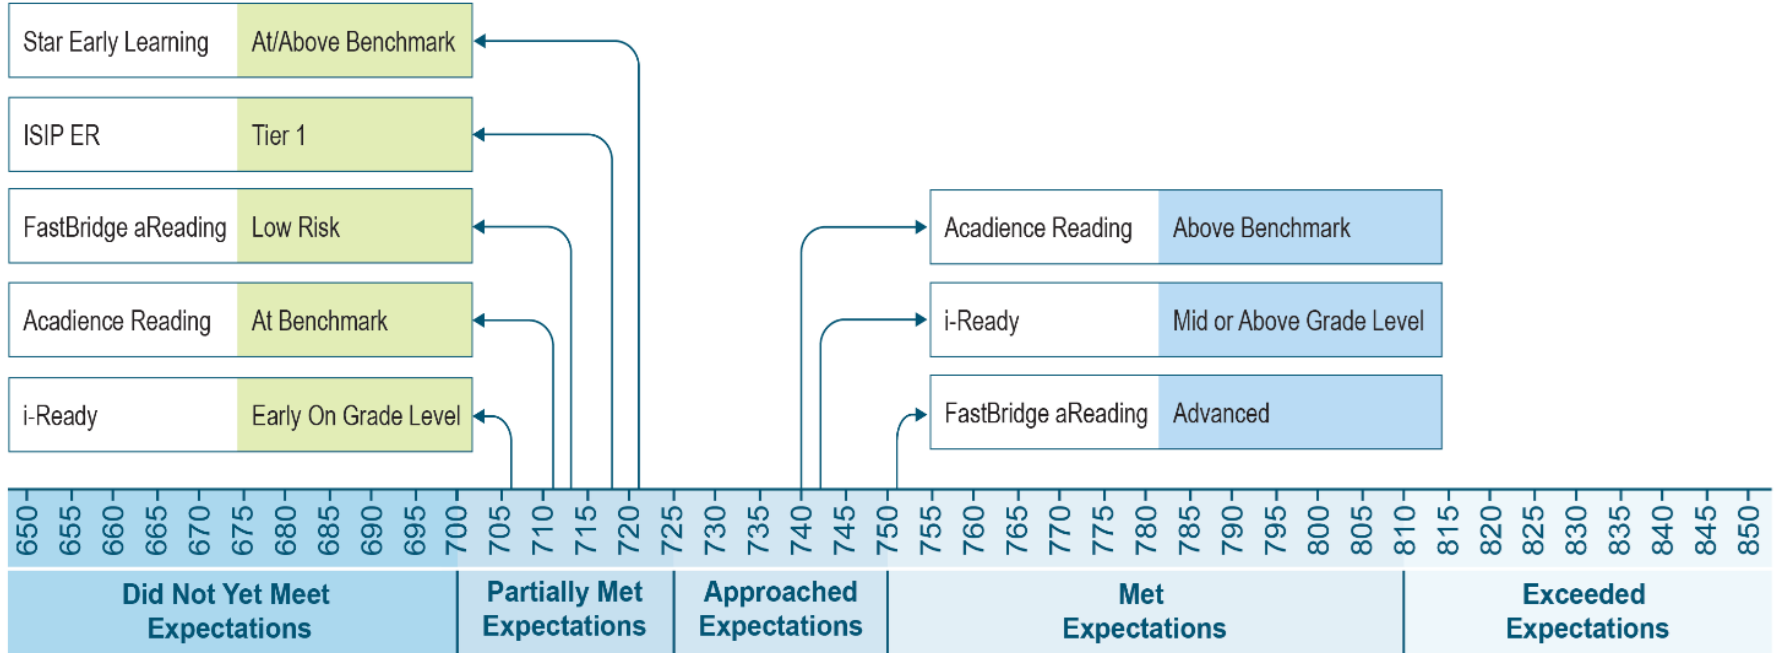 Star Early Learning At/Above Benchmark
ISIP ER Tier 1
FastBridge aReading Low Risk
Acadience Reading Above Benchmark
Acadience Reading At Benchmark
i-Ready Mid or Above Grade Level
i-Ready Early On Grade Level
FastBridge aReading Advanced
650 655 660 665 670 675 680 685 690 695 700 705 710 715 720 725 730 735 740 745 750 755 760 765 770 775 780 785 790 795 800 805 810 815 820 825 830 835 840 845 850
Did Not Yet Meet
Expectations
Partially Met
Expectations
Approached
Expectations
Met
Expectations
Exceeded
Expectations